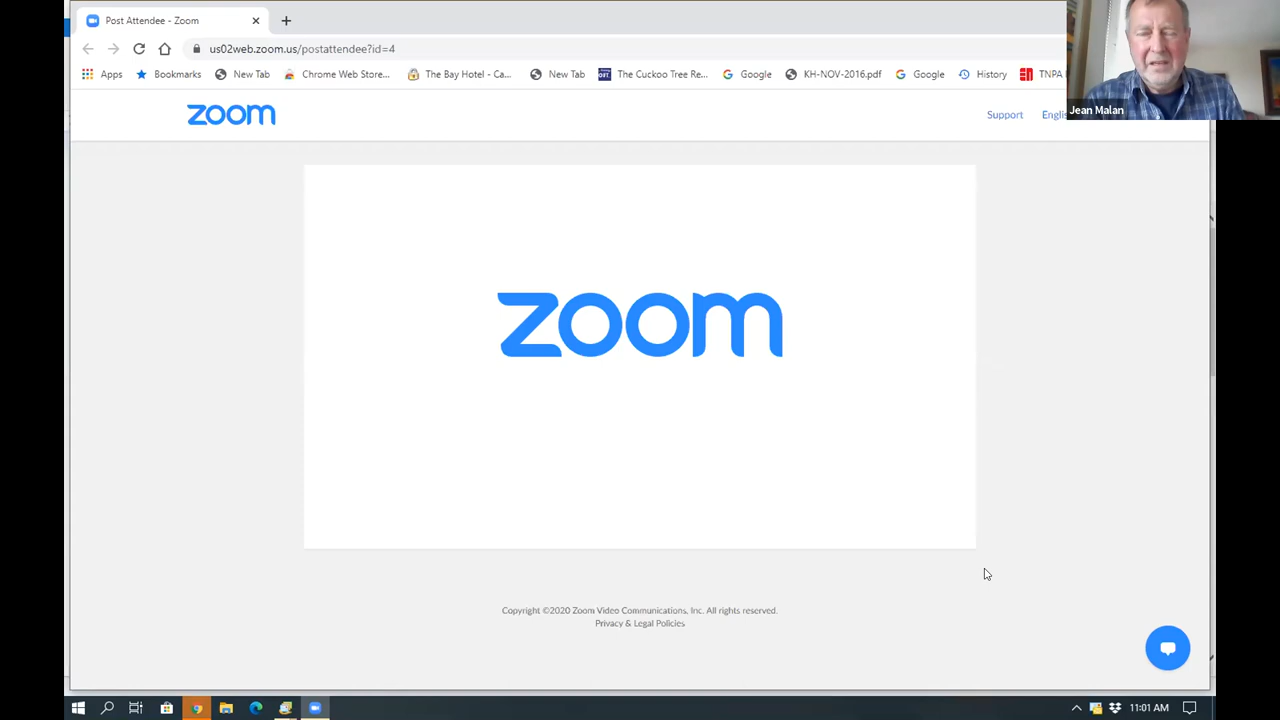 Post Attendee - Zoom
us02web.zoom.us/postattendee?id=4
Apps Bookmarks New Tab Chrome Web Store... The Bay Hotel - Ca... New Tab The Cuckoo Tree Re... Google KH-NOV-2016.pdf Google History TNPA
Jean Malan
zoom
Support Englis
zoom
Copyright ©2020 Zoom Video Communications, Inc. All rights reserved.
Privacy & Legal Policies
11:01 AM